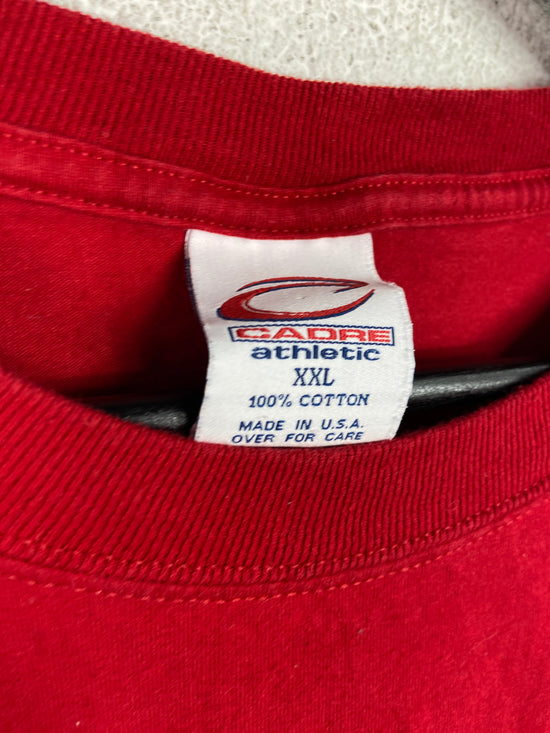 CADRE
athletic
XXL
100% COTTON
MADE IN U.S.A.
OVER FOR CARE